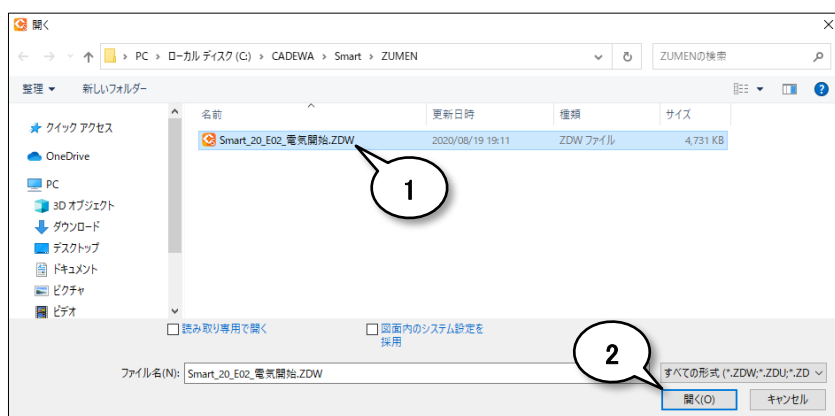 開く
PC › ローカル ディスク (C:) › CADEWA › Smart › ZUMEN
ZUMENの検索
整理 新しいフォルダー
名前 更新日時 種類 サイズ
Smart_20_E02_電気開始.ZDW 2020/08/19 19:11 ZDW ファイル 4,731 KB
1
クイック アクセス
OneDrive
PC
3D オブジェクト
ダウンロード
デスクトップ
ドキュメント
ピクチャ
ビデオ
読み取り専用で開く
図面内のシステム設定を
採用
2
ファイル名(N): Smart_20_E02_電気開始.ZDW
すべての形式 (*.ZDW;*.ZDU;*.ZD
開く(O) キャンセル